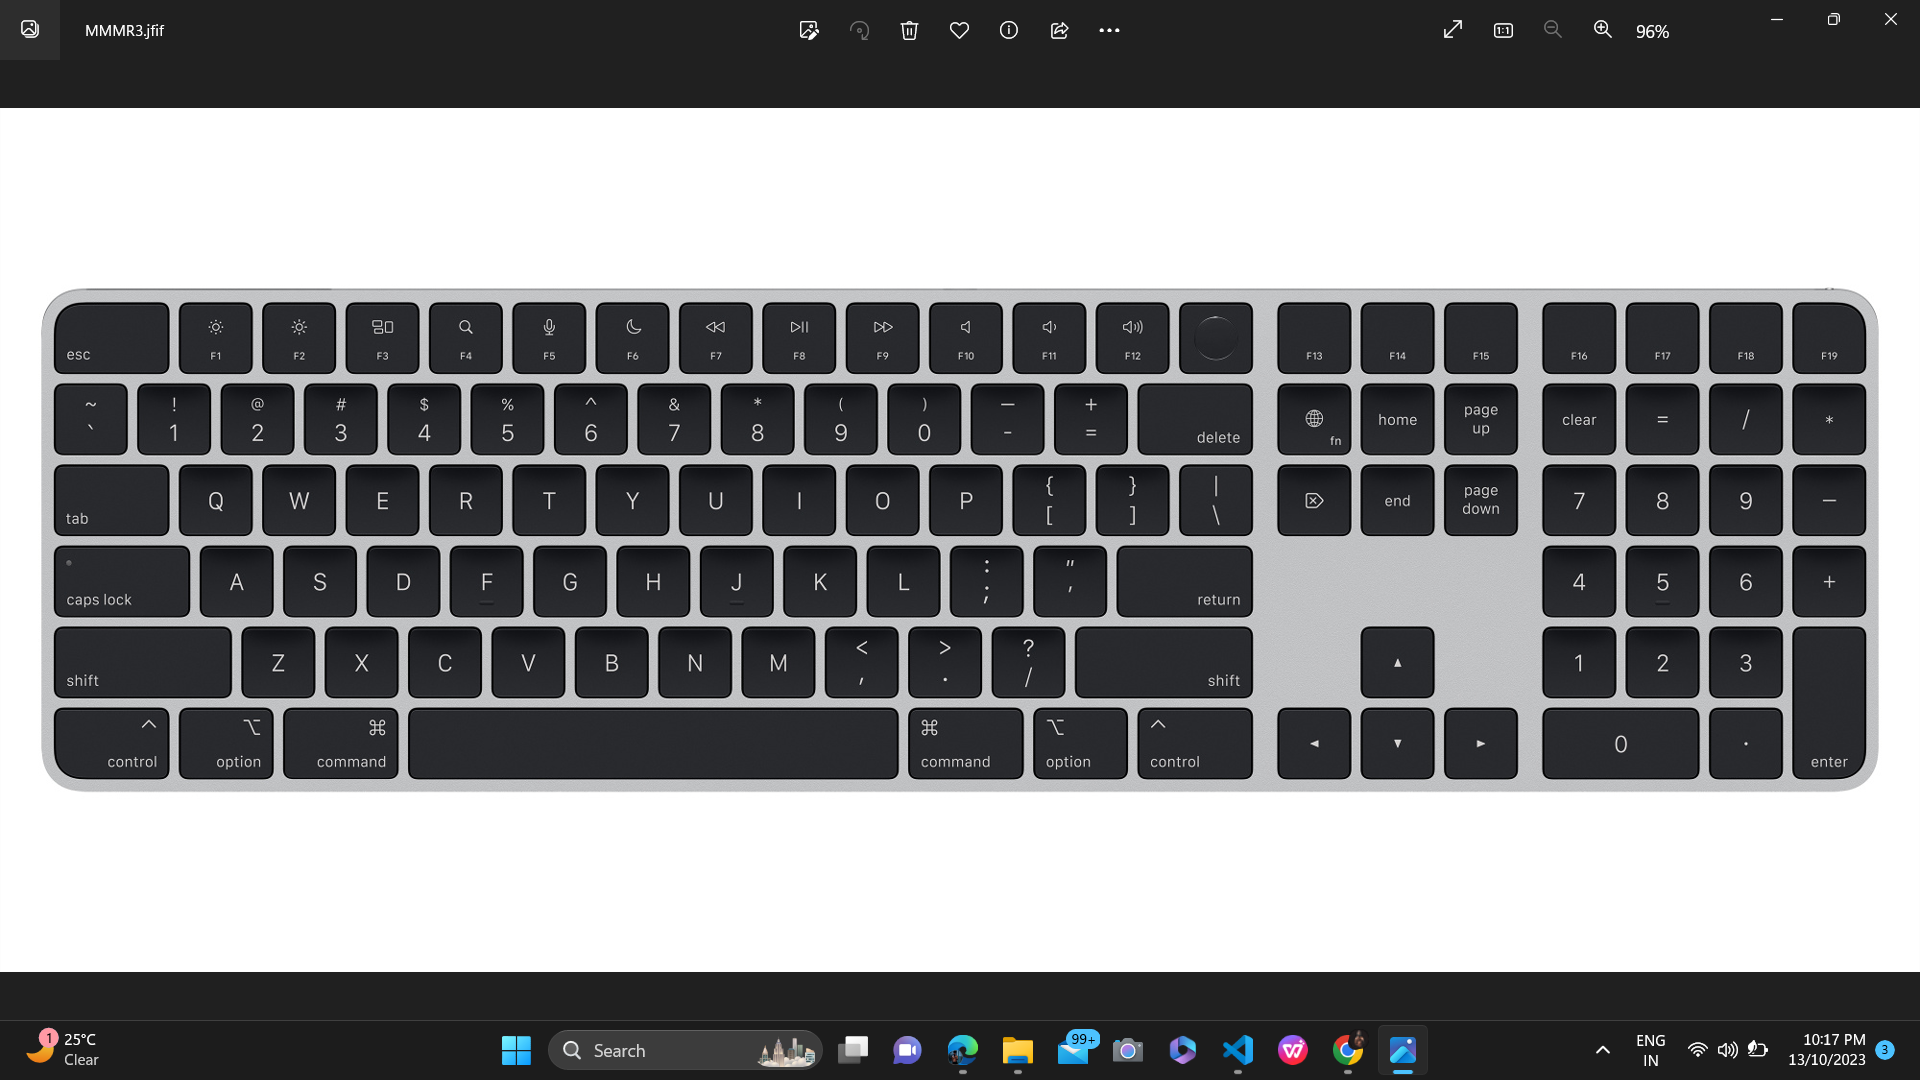 MMMR3.jfif
96%
esc F1 F2 F3 F4 F5 F6 F7 F8 F9 F10 F11 F12 F13 F14 F15 F16 F17 F18 F19
~ ! @ # $ % ^ & * ( ) — +
` 1 2 3 4 5 6 7 8 9 0 - = delete fn home page up clear = / *
tab Q W E R T Y U I O P { [ } ] | \ end page down 7 8 9 −
caps lock A S D F G H J K L : ; " ' return 4 5 6 +
shift Z X C V B N M < , > . ? / shift ▲ 1 2 3
^ control ⌥ option ⌘ command ⌘ command ⌥ option ^ control ◄ ▼ ► 0 . enter
1 25°C
Clear
Search
99+
ENG
IN
10:17 PM
13/10/2023
3